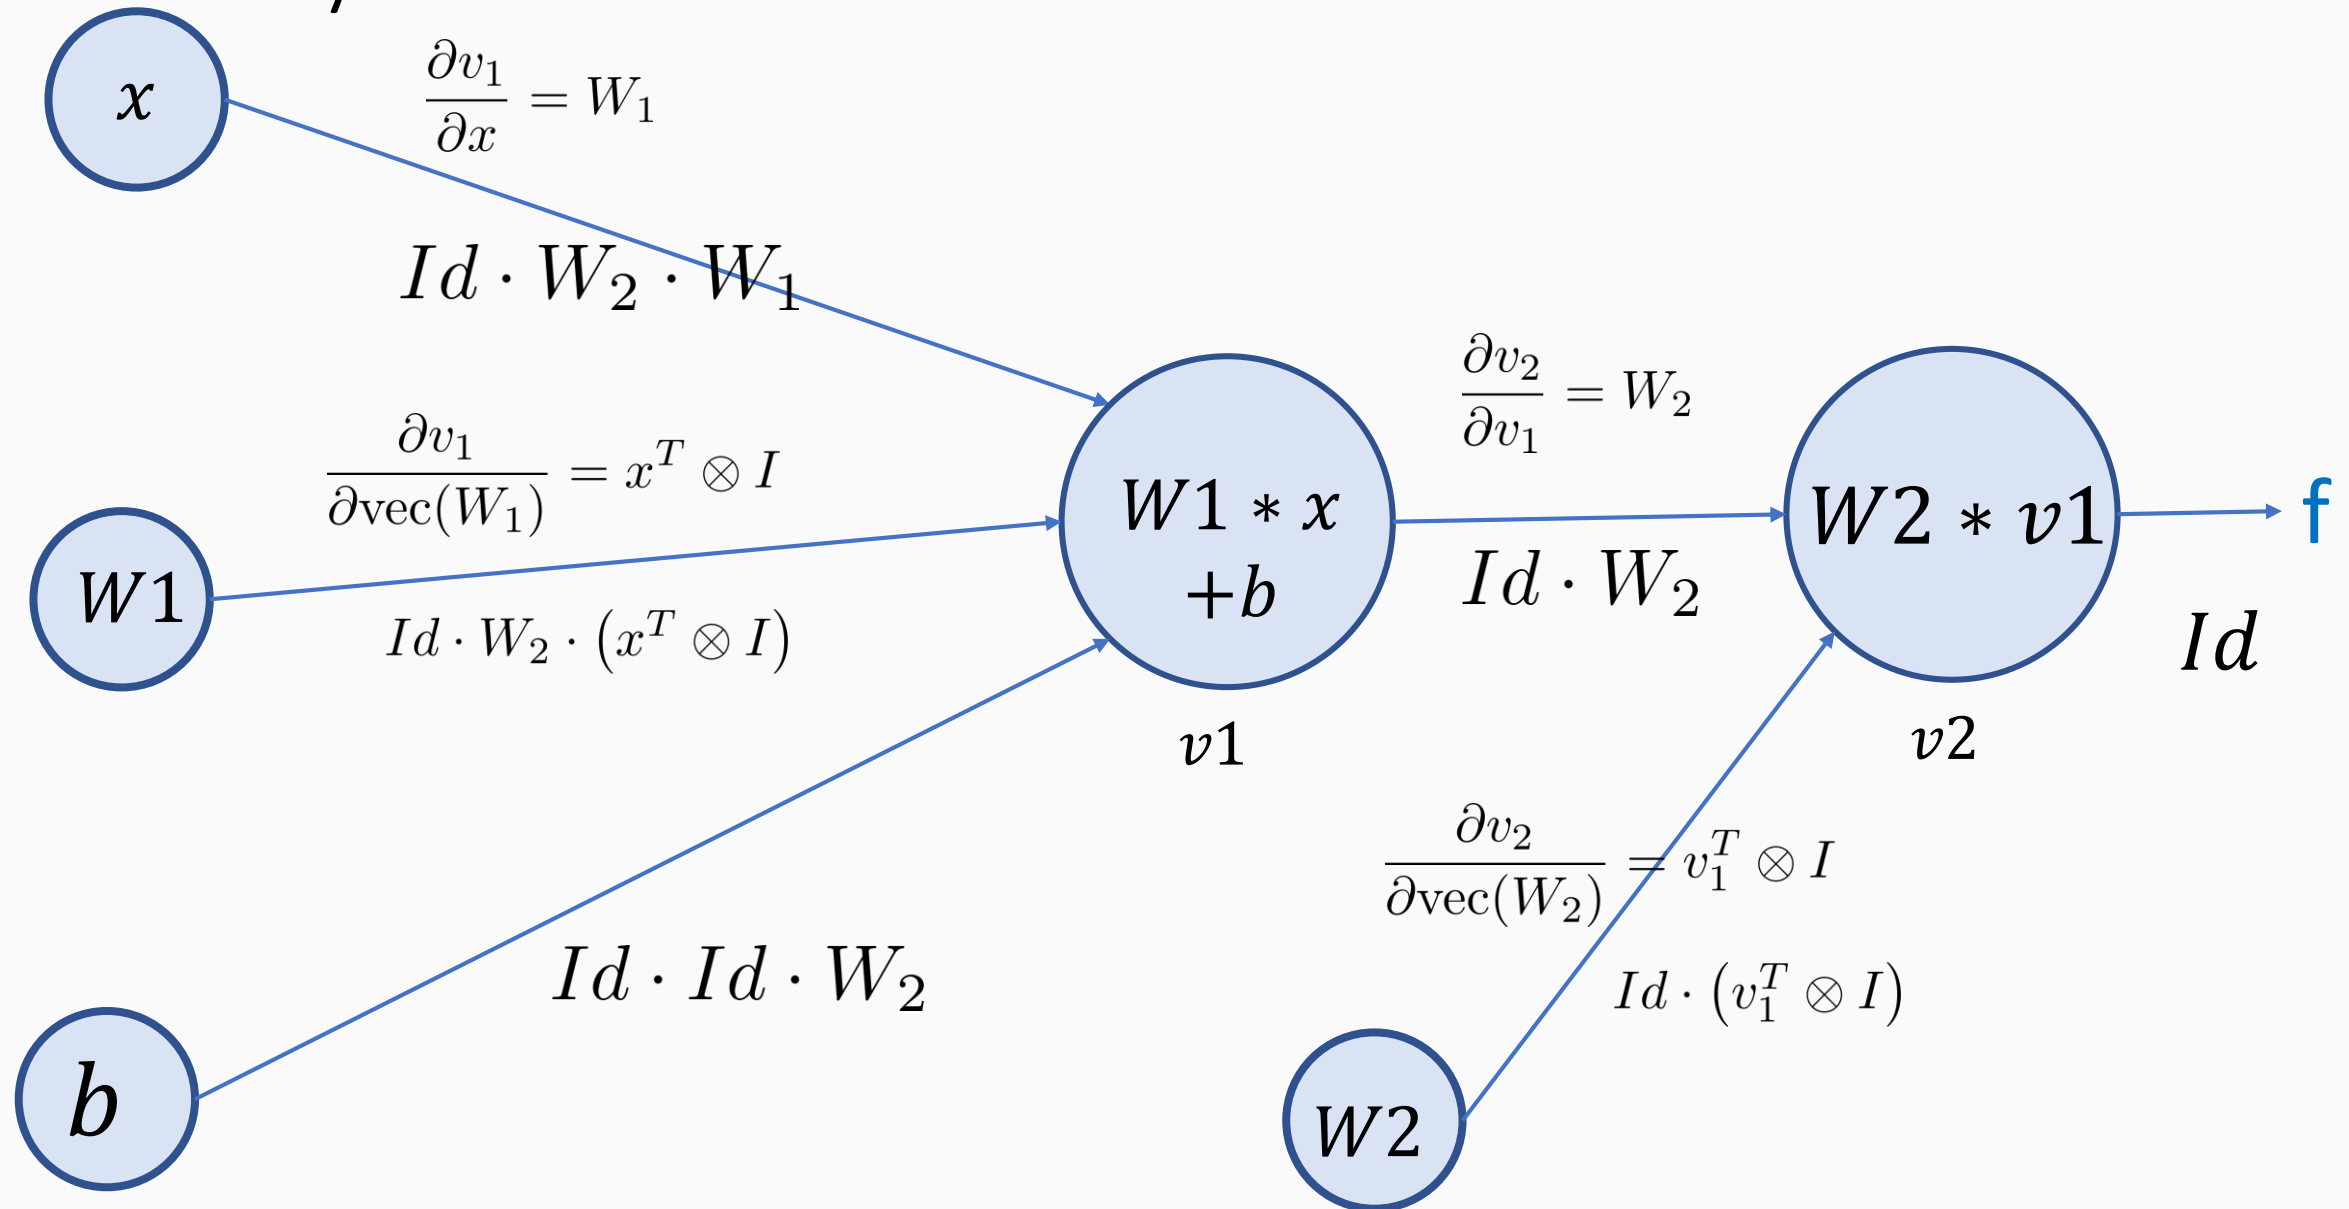 x
∂v₁/∂x = W₁
Id · W₂ · W₁
∂v₁/∂vec(W₁) = xᵀ ⊗ I
W1
Id · W₂ · (xᵀ ⊗ I)
W1 * x
+b
v1
∂v₂/∂v₁ = W₂
Id · W₂
W2 * v1
v2
f
Id
b
Id · Id · W₂
∂v₂/∂vec(W₂) = v₁ᵀ ⊗ I
Id · (v₁ᵀ ⊗ I)
W2